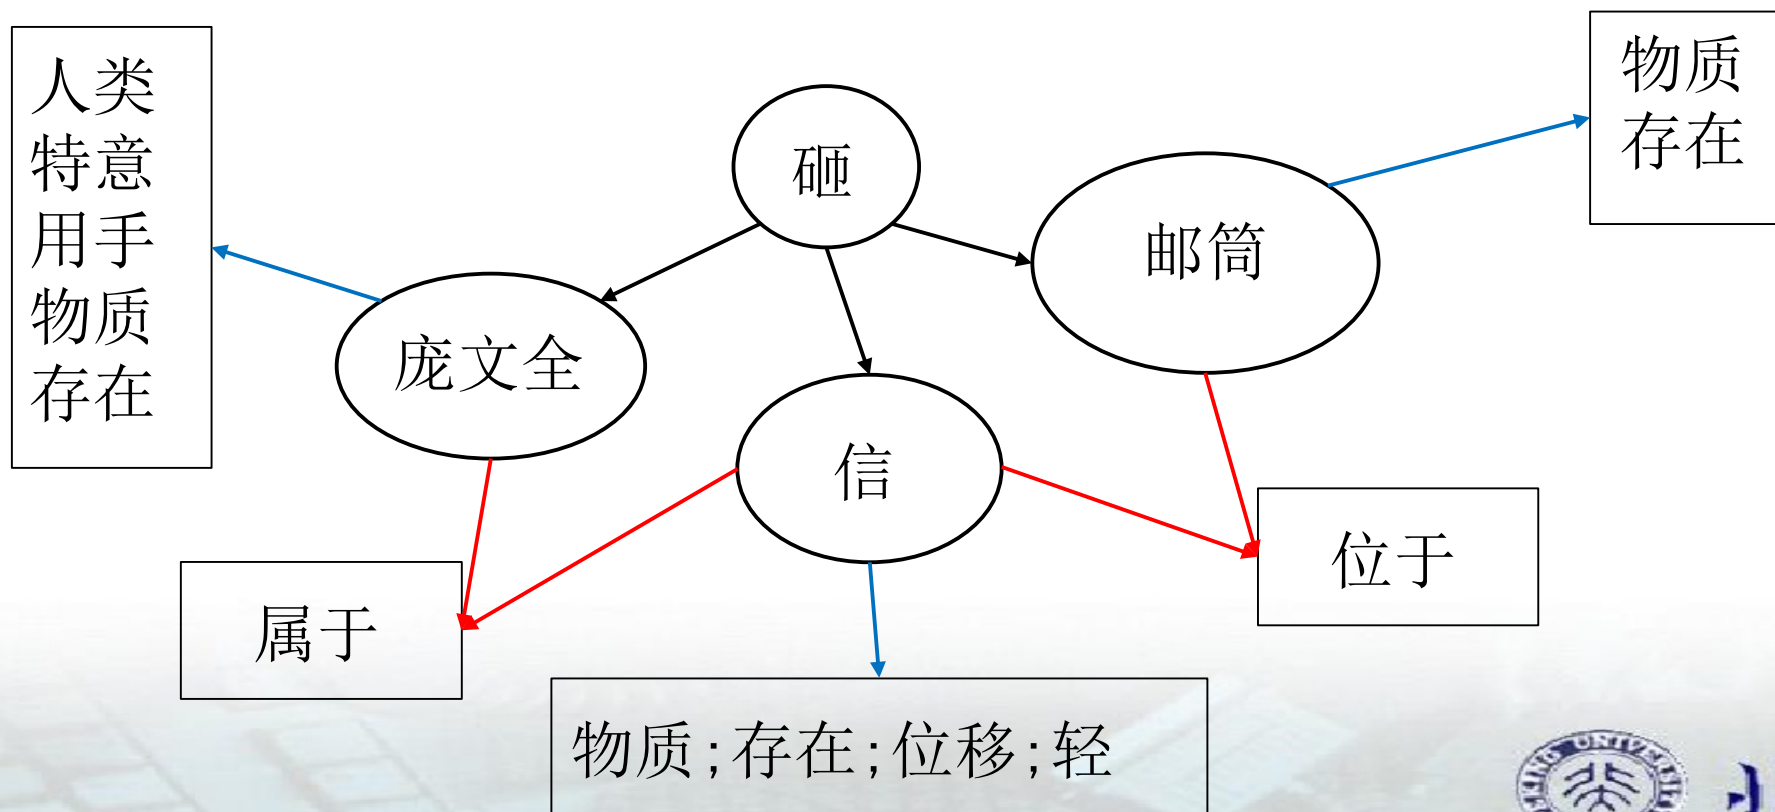 人类
特意
用手
物质
存在
砸
物质
存在
邮筒
庞文全
信
位于
属于
物质;存在;位移;轻